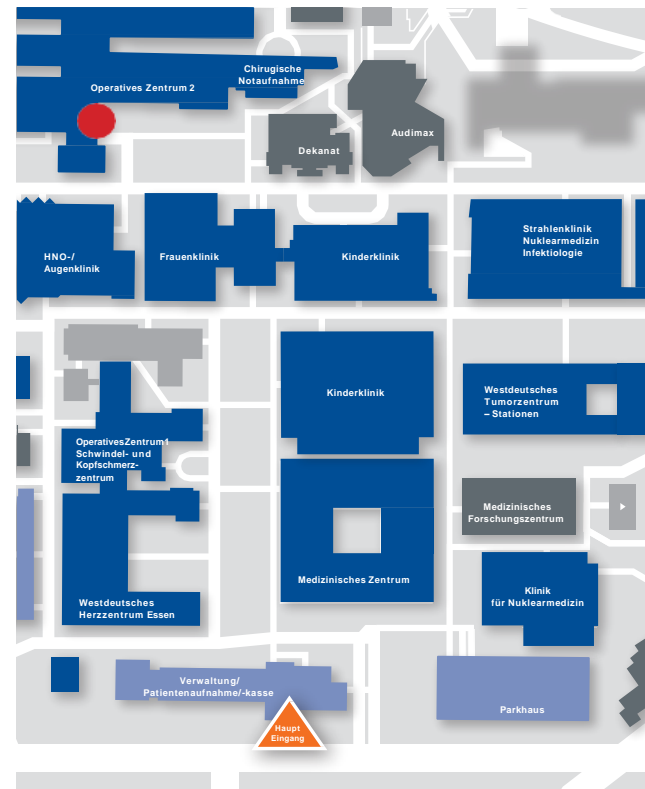 Chirugische
Notaufnahme
Operatives Zentrum 2
Audimax
Dekanat
HNO-/
Augenklinik
Frauenklinik
Kinderklinik
Strahlenklinik
Nuklearmedizin
Infektiologie
Kinderklinik
Westdeutsches
Tumorzentrum
– Stationen
OperativesZentrum1
Schwindel- und
Kopfschmerz-
zentrum
Medizinisches
Forschungszentrum
Medizinisches Zentrum
Klinik
für Nuklearmedizin
Westdeutsches
Herzzentrum Essen
Verwaltung/
Patientenaufnahme/-kasse
Parkhaus
Haupt
Eingang